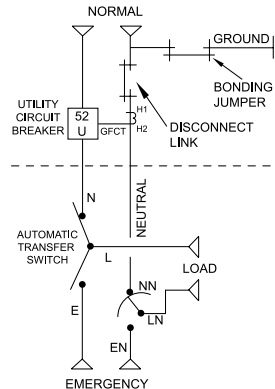 NORMAL
GROUND
BONDING
JUMPER
DISCONNECT
LINK
UTILITY
CIRCUIT
BREAKER
52
U
GFCT
H1
H2
NEUTRAL
N
AUTOMATIC
TRANSFER
SWITCH
L
LOAD
E
NN
LN
EN
EMERGENCY